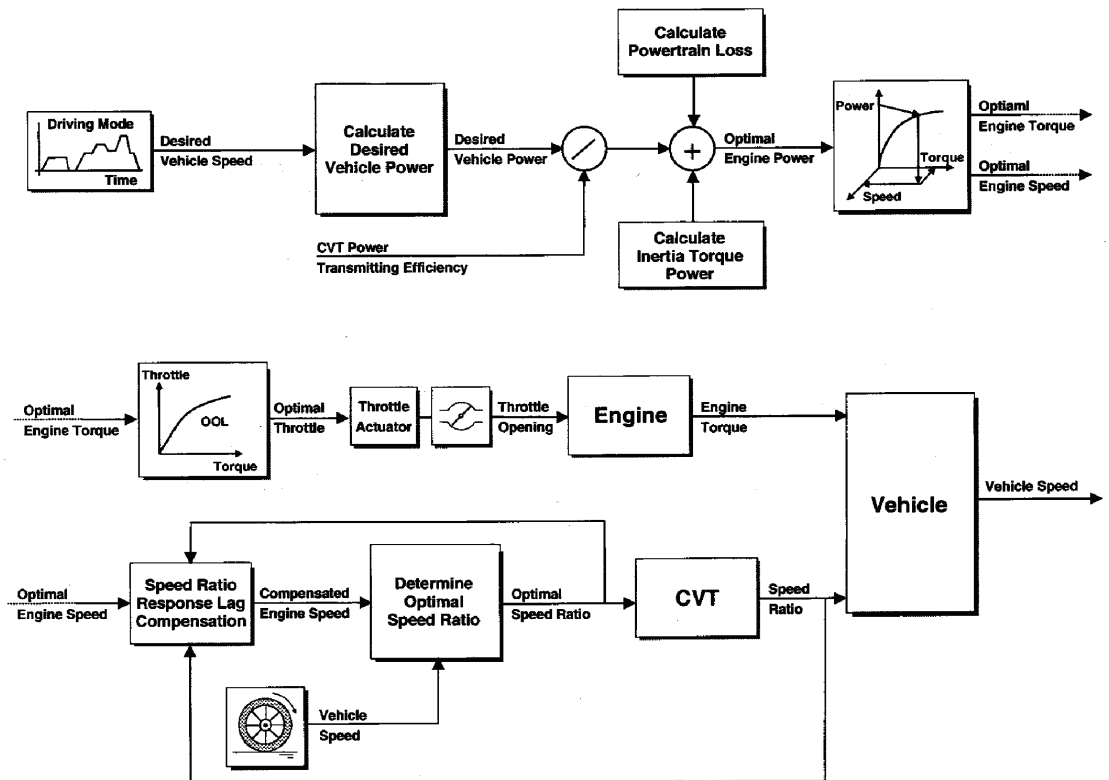 Calculate
Powertrain Loss
Driving Mode
Time
Desired
Vehicle Speed
Calculate
Desired
Vehicle Power
Desired
Vehicle Power
+
Optimal
Engine Power
Power
Torque
Speed
Optiaml
Engine Torque
Optimal
Engine Speed
CVT Power
Transmitting Efficiency
Calculate
Inertia Torque
Power
Optimal
Engine Torque
Throttle
OOL
Torque
Optimal
Throttle
Throttle
Actuator
Throttle
Opening
Engine
Engine
Torque
Vehicle
Vehicle Speed
Optimal
Engine Speed
Speed Ratio
Response Lag
Compensation
Compensated
Engine Speed
Determine
Optimal
Speed Ratio
Optimal
Speed Ratio
CVT
Speed
Ratio
Vehicle
Speed